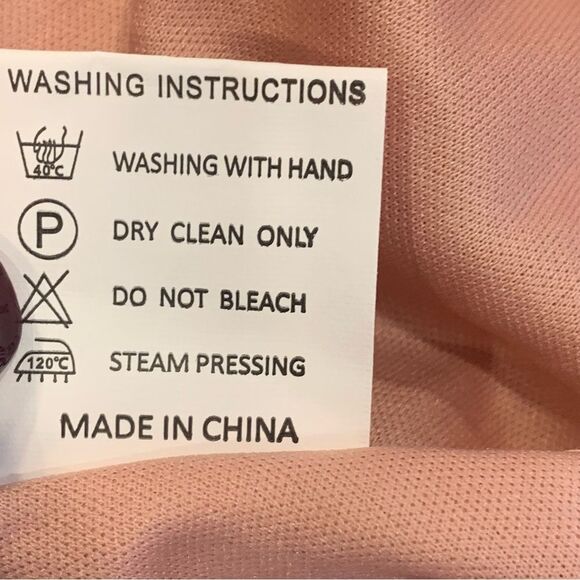 WASHING INSTRUCTIONS
40°C WASHING WITH HAND
P DRY CLEAN ONLY
DO NOT BLEACH
120°C STEAM PRESSING
MADE IN CHINA